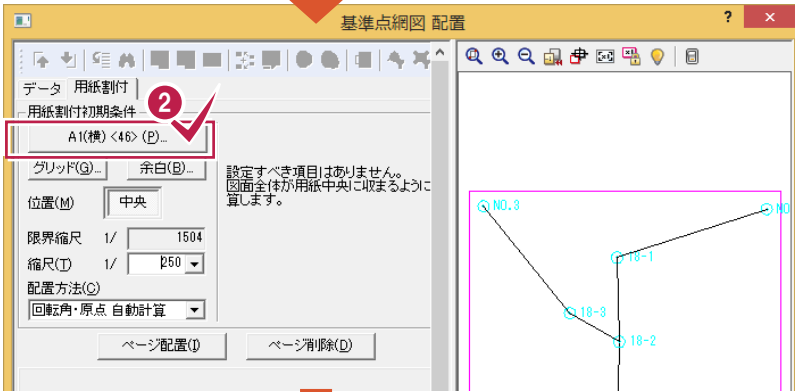 基準点網図 配置
? ×
データ 用紙割付
用紙割付初期条件
2
A1(横) <46> (P)...
グリッド(G)... 余白(B)...
設定すべき項目はありません。
図面全体が用紙中央に収まるように
算します。
位置(M) 中央
限界縮尺 1/ 1504
縮尺(T) 1/ 250
配置方法(C)
回転角・原点 自動計算
ページ配置(I) ページ削除(D)
NO.3
NO
18-1
18-3
18-2